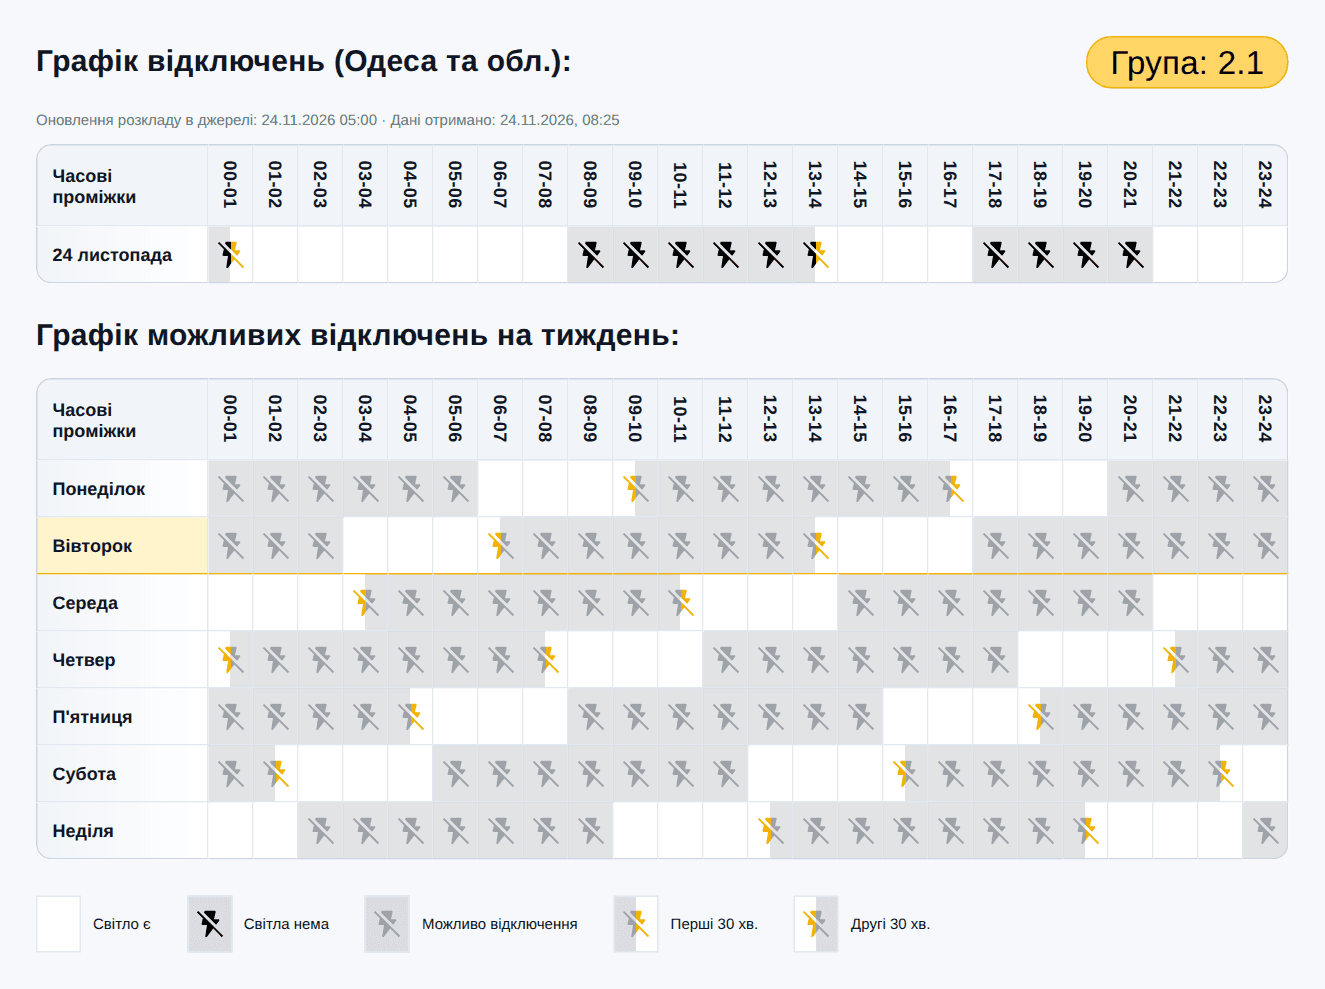 Графік відключень (Одеса та обл.):
Група: 2.1
Оновлення розкладу в джерелі: 24.11.2026 05:00 · Дані отримано: 24.11.2026, 08:25
Часові
проміжки
00-01 01-02 02-03 03-04 04-05 05-06 06-07 07-08 08-09 09-10 10-11 11-12 12-13 13-14 14-15 15-16 16-17 17-18 18-19 19-20 20-21 21-22 22-23 23-24
24 листопада
Графік можливих відключень на тиждень:
Часові
проміжки
00-01 01-02 02-03 03-04 04-05 05-06 06-07 07-08 08-09 09-10 10-11 11-12 12-13 13-14 14-15 15-16 16-17 17-18 18-19 19-20 20-21 21-22 22-23 23-24
Понеділок
Вівторок
Середа
Четвер
П'ятниця
Субота
Неділя
Світло є
Світла нема
Можливо відключення
Перші 30 хв.
Другі 30 хв.